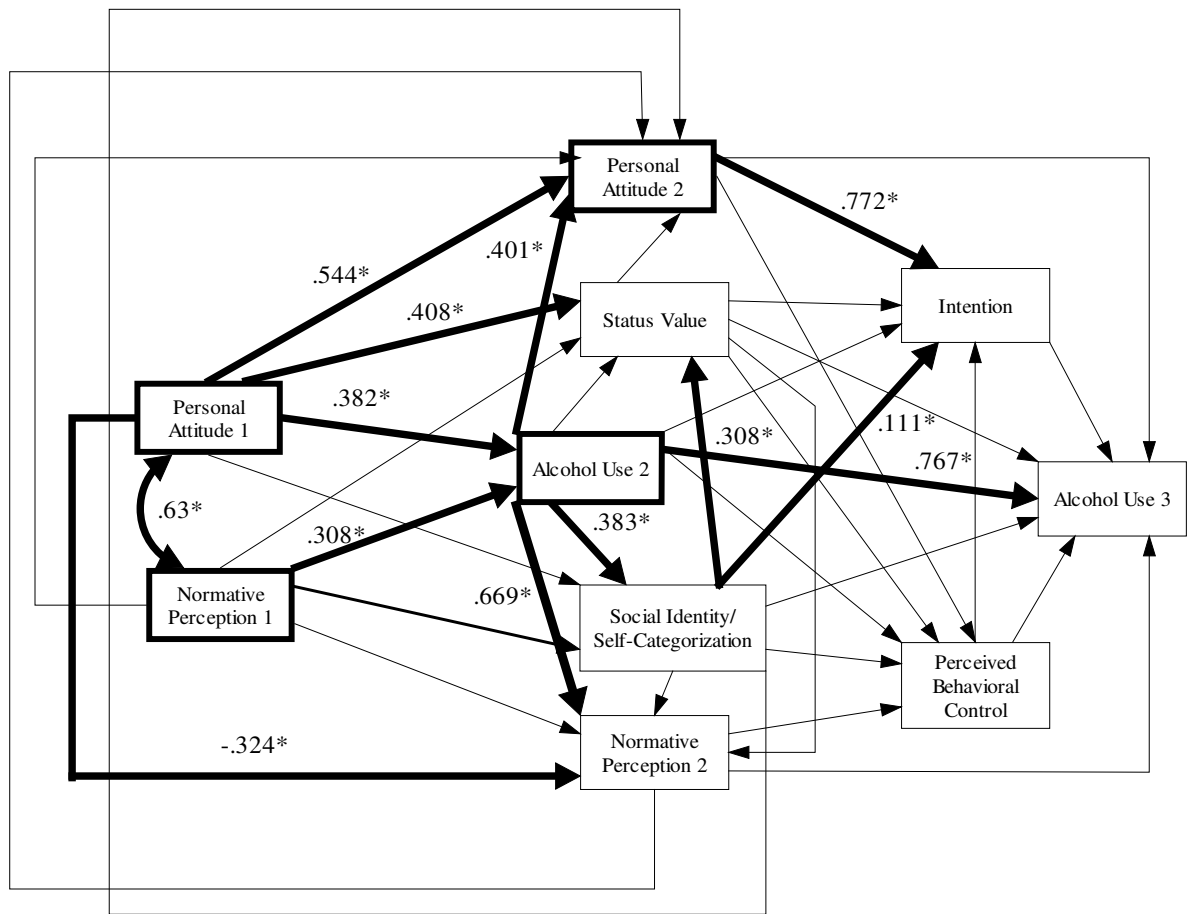 Personal
Attitude 2
.772*
.401*
.544*
.408*
Status Value
Intention
Personal
Attitude 1
.382*
.308*
.111*
.767*
Alcohol Use 2
Alcohol Use 3
.63*
.308*
.383*
Normative
Perception 1
.669*
Social Identity/
Self-Categorization
Perceived
Behavioral
Control
-.324*
Normative
Perception 2